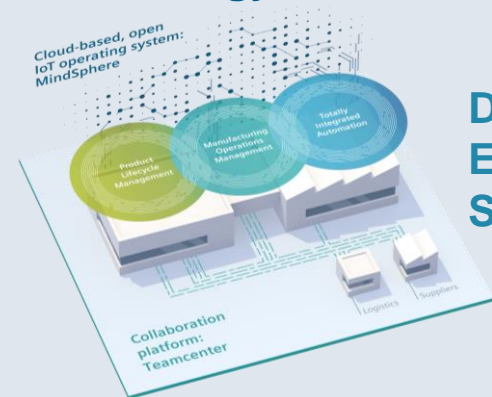 gy
Cloud-based, open
IoT operating system:
MindSphere
Product
Lifecycle
Management
Manufacturing
Operations
Management
Totally
Integrated
Automation
D
E
S
Logistics
Suppliers
Collaboration
platform:
Teamcenter